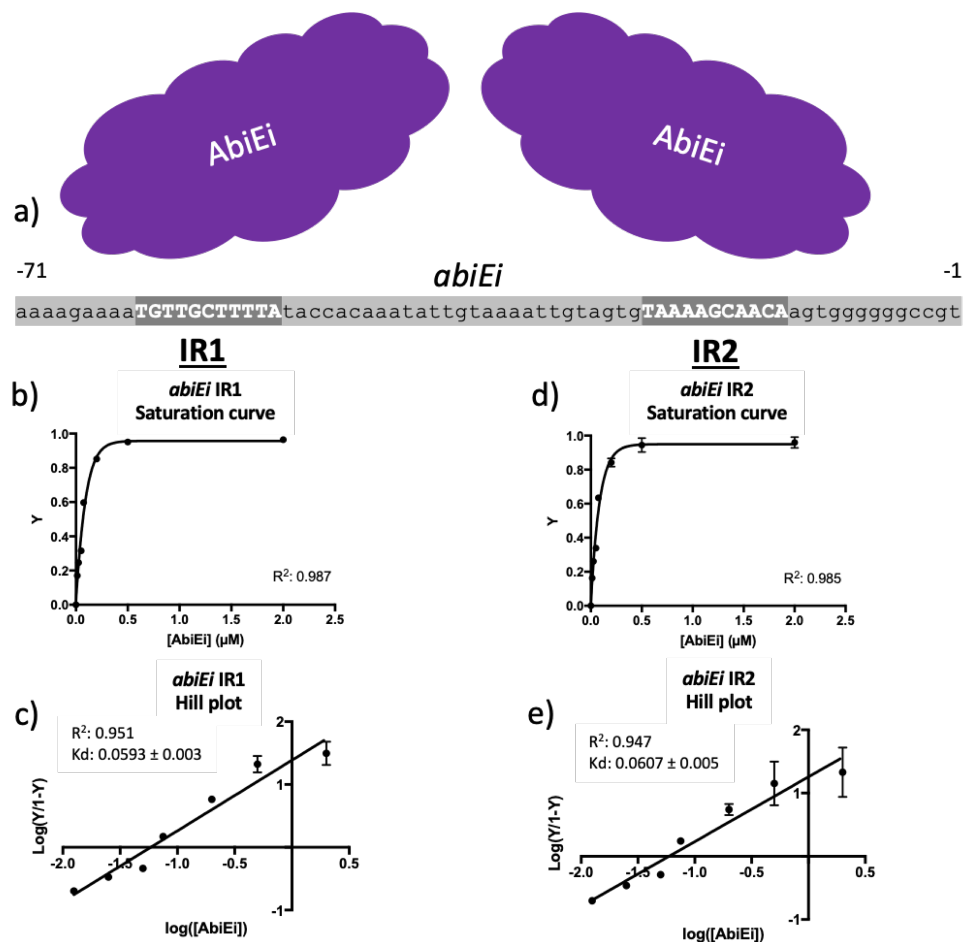 AbiEi
AbiEi
a)
-71
abiEi
-1
aaaagaaaaTGTTGCTTTTAtaccacaaatattgtaaaattgtagtgTAAAAGCAACAagtggggggccgt
IR1
IR2
b)
abiEi IR1
Saturation curve
1.0
0.8
0.6
0.4
0.2
0.0
Y
R²: 0.987
0.0 0.5 1.0 1.5 2.0 2.5
[AbiEi] (µM)
d)
abiEi IR2
Saturation curve
1.0
0.8
0.6
0.4
0.2
0.0
Y
R²: 0.985
0.0 0.5 1.0 1.5 2.0 2.5
[AbiEi] (µM)
c)
abiEi IR1
Hill plot
R²: 0.951
Kd: 0.0593 ± 0.003
2
1
-1
Log(Y/1-Y)
-2.0 -1.5 -1.0 -0.5 0.5
log([AbiEi])
e)
abiEi IR2
Hill plot
R²: 0.947
Kd: 0.0607 ± 0.005
2
1
-1
Log(Y/1-Y)
-2.0 -1.5 -1.0 -0.5 0.5
log([AbiEi])